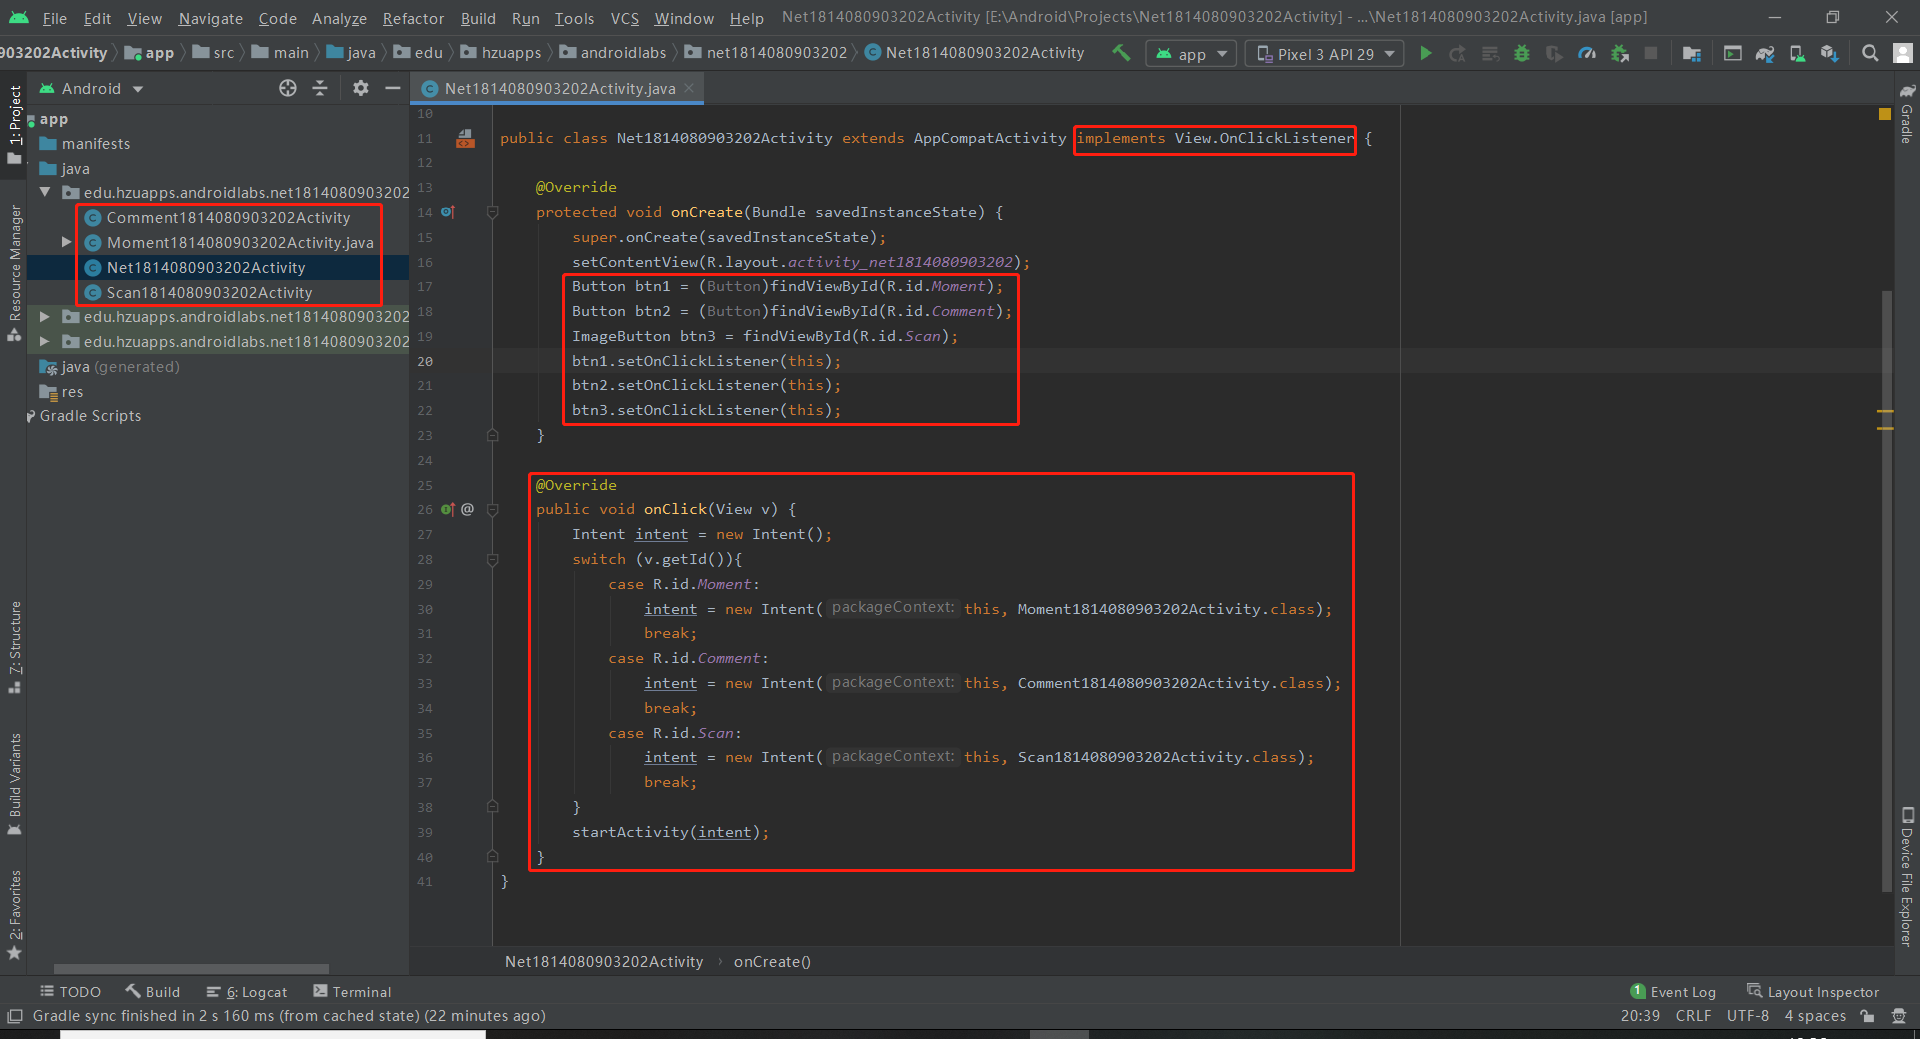 File Edit View Navigate Code Analyze Refactor Build Run Tools VCS Window Help Net1814080903202Activity [E:\Android\Projects\Net1814080903202Activity] - ...\Net1814080903202Activity.java [app]
903202Activity app src main java edu hzuapps androidlabs net1814080903202 Net1814080903202Activity app Pixel 3 API 29
1: Project
Resource Manager
Z: Structure
Build Variants
2: Favorites
Android
app
manifests
java
edu.hzuapps.androidlabs.net1814080903202
Comment1814080903202Activity
Moment1814080903202Activity.java
Net1814080903202Activity
Scan1814080903202Activity
edu.hzuapps.androidlabs.net1814080903202
edu.hzuapps.androidlabs.net1814080903202
java (generated)
res
Gradle Scripts
Net1814080903202Activity.java
10
11 public class Net1814080903202Activity extends AppCompatActivity implements View.OnClickListener {
12
13 @Override
14 protected void onCreate(Bundle savedInstanceState) {
15 super.onCreate(savedInstanceState);
16 setContentView(R.layout.activity_net1814080903202);
17 Button btn1 = (Button)findViewById(R.id.Moment);
18 Button btn2 = (Button)findViewById(R.id.Comment);
19 ImageButton btn3 = findViewById(R.id.Scan);
20 btn1.setOnClickListener(this);
21 btn2.setOnClickListener(this);
22 btn3.setOnClickListener(this);
23 }
24
25 @Override
26 @ public void onClick(View v) {
27 Intent intent = new Intent();
28 switch (v.getId()){
29 case R.id.Moment:
30 intent = new Intent( packageContext: this, Moment1814080903202Activity.class);
31 break;
32 case R.id.Comment:
33 intent = new Intent( packageContext: this, Comment1814080903202Activity.class);
34 break;
35 case R.id.Scan:
36 intent = new Intent( packageContext: this, Scan1814080903202Activity.class);
37 break;
38 }
39 startActivity(intent);
40 }
41 }
Net1814080903202Activity › onCreate()
Gradle
Device File Explorer
TODO Build 6: Logcat Terminal 1 Event Log Layout Inspector
Gradle sync finished in 2 s 160 ms (from cached state) (22 minutes ago) 20:39 CRLF UTF-8 4 spaces